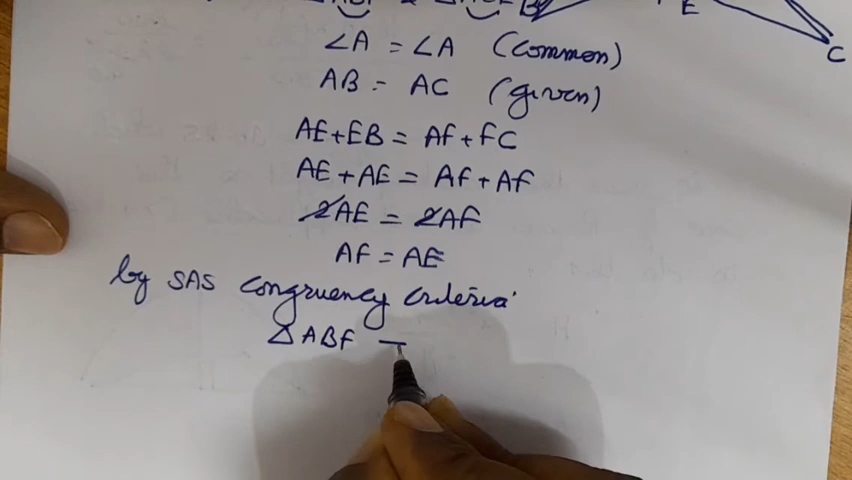 B
E
C
∠A = ∠A (common)
AB = AC (given)
AE+EB = AF+FC
AE+AE = AF+AF
2AE = 2AF
AF = AE
by SAS Congruency Criteria
△ABF